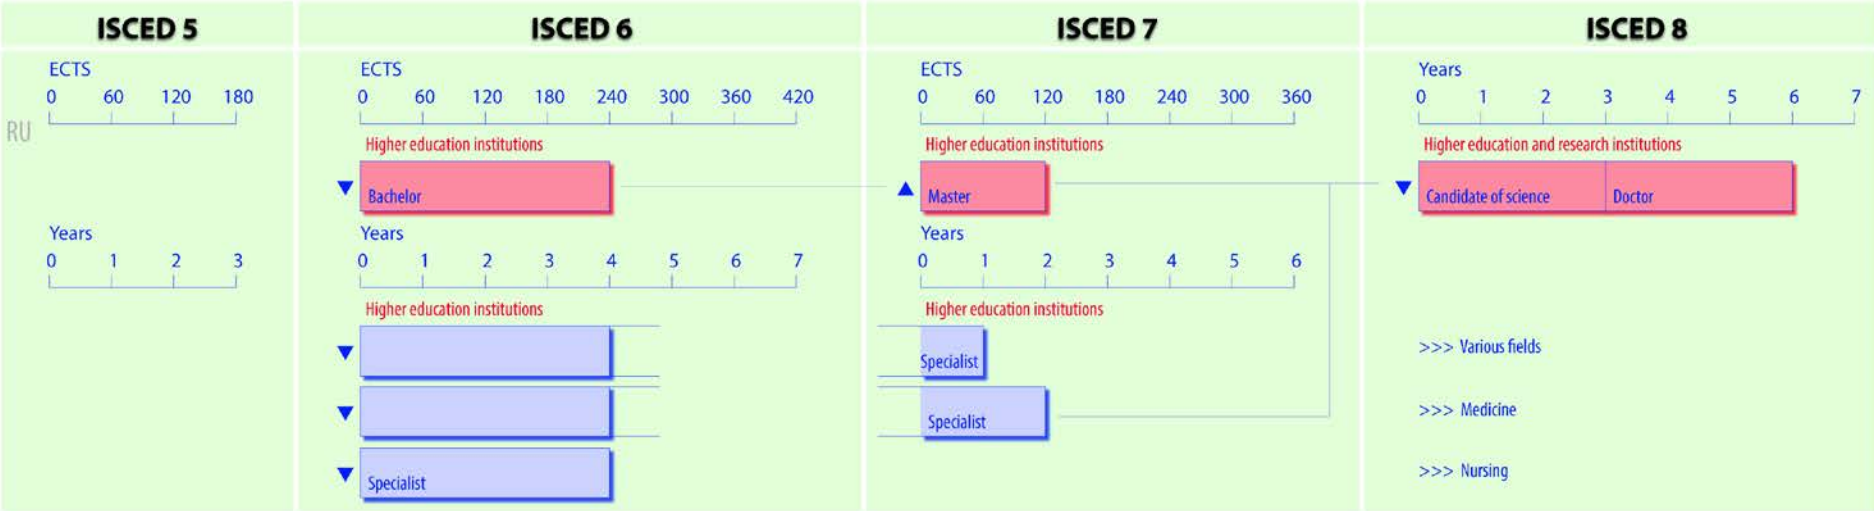 ISCED 5
ISCED 6
ISCED 7
ISCED 8
RU
ECTS
0 60 120 180
Years
0 1 2 3
ECTS
0 60 120 180 240 300 360 420
Higher education institutions
Bachelor
Years
0 1 2 3 4 5 6 7
Higher education institutions
Specialist
ECTS
0 60 120 180 240 300 360
Higher education institutions
Master
Years
0 1 2 3 4 5 6
Higher education institutions
Specialist
Specialist
Years
0 1 2 3 4 5 6 7
Higher education and research institutions
Candidate of science
Doctor
>>> Various fields
>>> Medicine
>>> Nursing